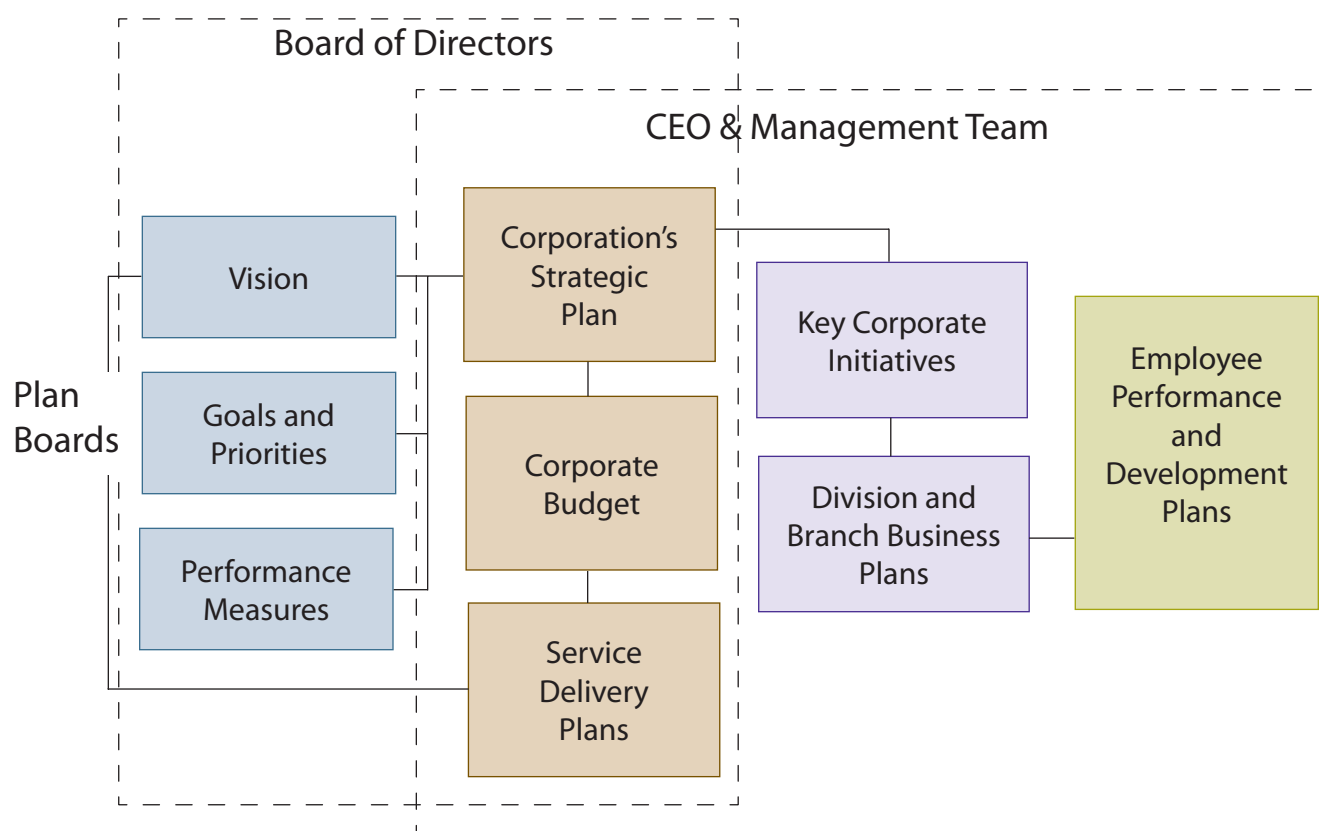 Board of Directors
CEO & Management Team
Plan
Boards
Vision
Goals and
Priorities
Performance
Measures
Corporation’s
Strategic
Plan
Corporate
Budget
Service
Delivery
Plans
Key Corporate
Initiatives
Division and
Branch Business
Plans
Employee
Performance
and
Development
Plans